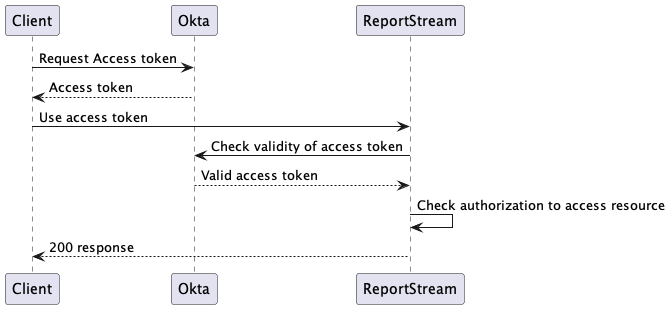 Client Okta ReportStream
Request Access token
Access token
Use access token
Check validity of access token
Valid access token
Check authorization to access resource
200 response
Client Okta ReportStream